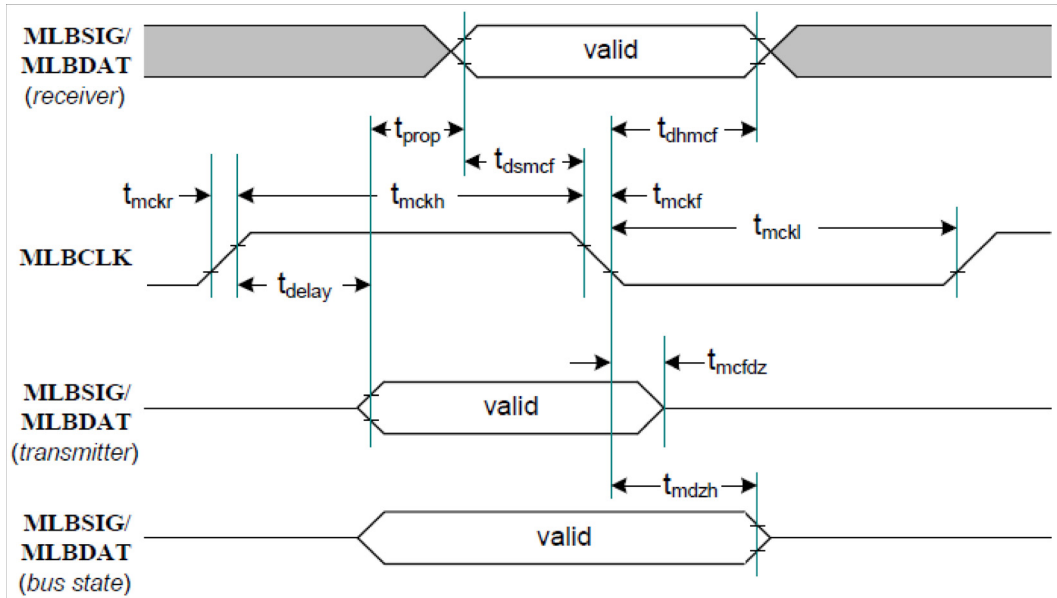 MLBSIG/
MLBDAT
(receiver)
valid
tprop
tdhmcf
tdsmcf
tmckr
tmckh
tmckf
tmckl
MLBCLK
tdelay
tmcfdz
MLBSIG/
MLBDAT
(transmitter)
valid
tmdzh
MLBSIG/
MLBDAT
(bus state)
valid